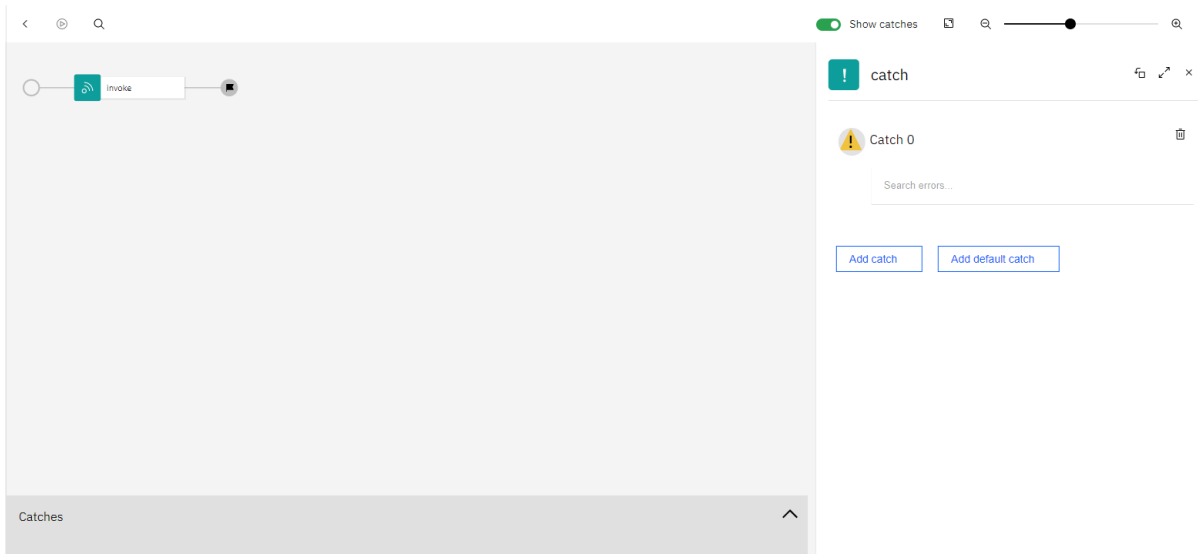 Show catches
invoke
catch
Catch 0
Search errors...
Add catch
Add default catch
Catches